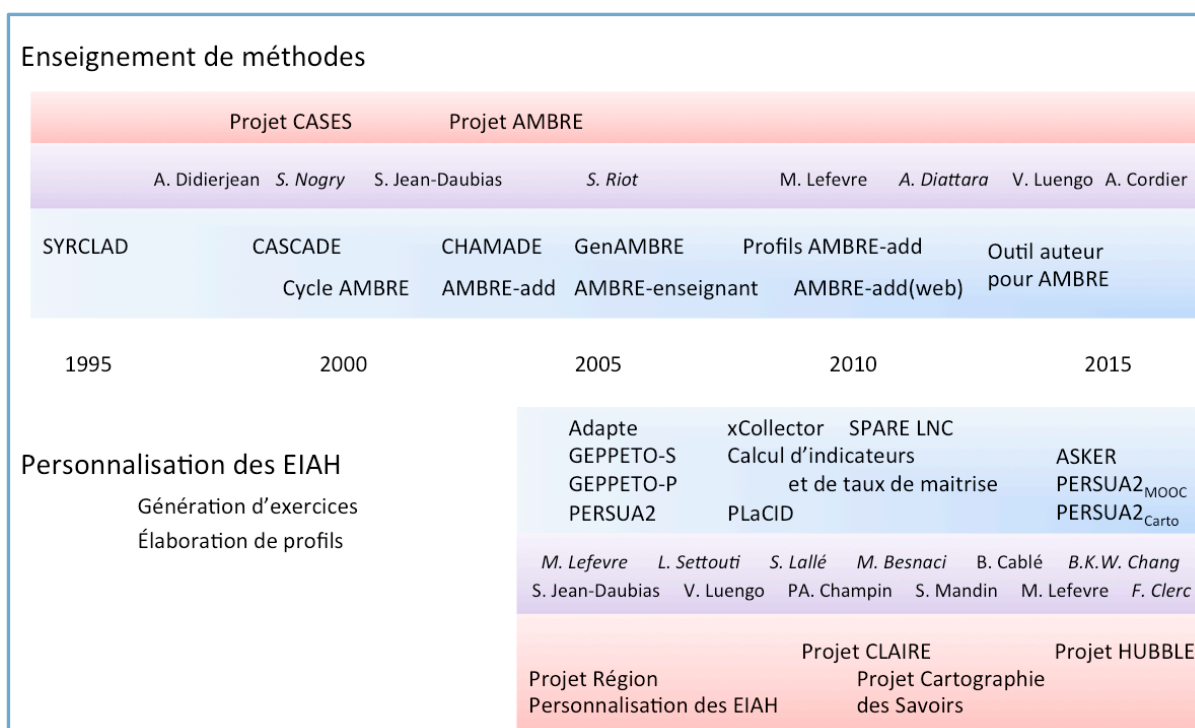 Enseignement de méthodes
Projet CASES Projet AMBRE
A. Didierjean S. Nogry S. Jean-Daubias S. Riot M. Lefevre A. Diattara V. Luengo A. Cordier
SYRCLAD CASCADE CHAMADE GenAMBRE Profils AMBRE-add Outil auteur
pour AMBRE
Cycle AMBRE AMBRE-add AMBRE-enseignant AMBRE-add(web)
1995 2000 2005 2010 2015
Personnalisation des EIAH
Génération d'exercices
Élaboration de profils
Adapte xCollector SPARE LNC
GEPPETO-S Calcul d'indicateurs ASKER
GEPPETO-P et de taux de maitrise PERSUA2MOOC
PERSUA2 PLaCID PERSUA2Carto
M. Lefevre L. Settouti S. Lallé M. Besnaci B. Cablé B.K.W. Chang
S. Jean-Daubias V. Luengo PA. Champin S. Mandin M. Lefevre F. Clerc
Projet CLAIRE Projet HUBBLE
Projet Région Projet Cartographie
Personnalisation des EIAH des Savoirs